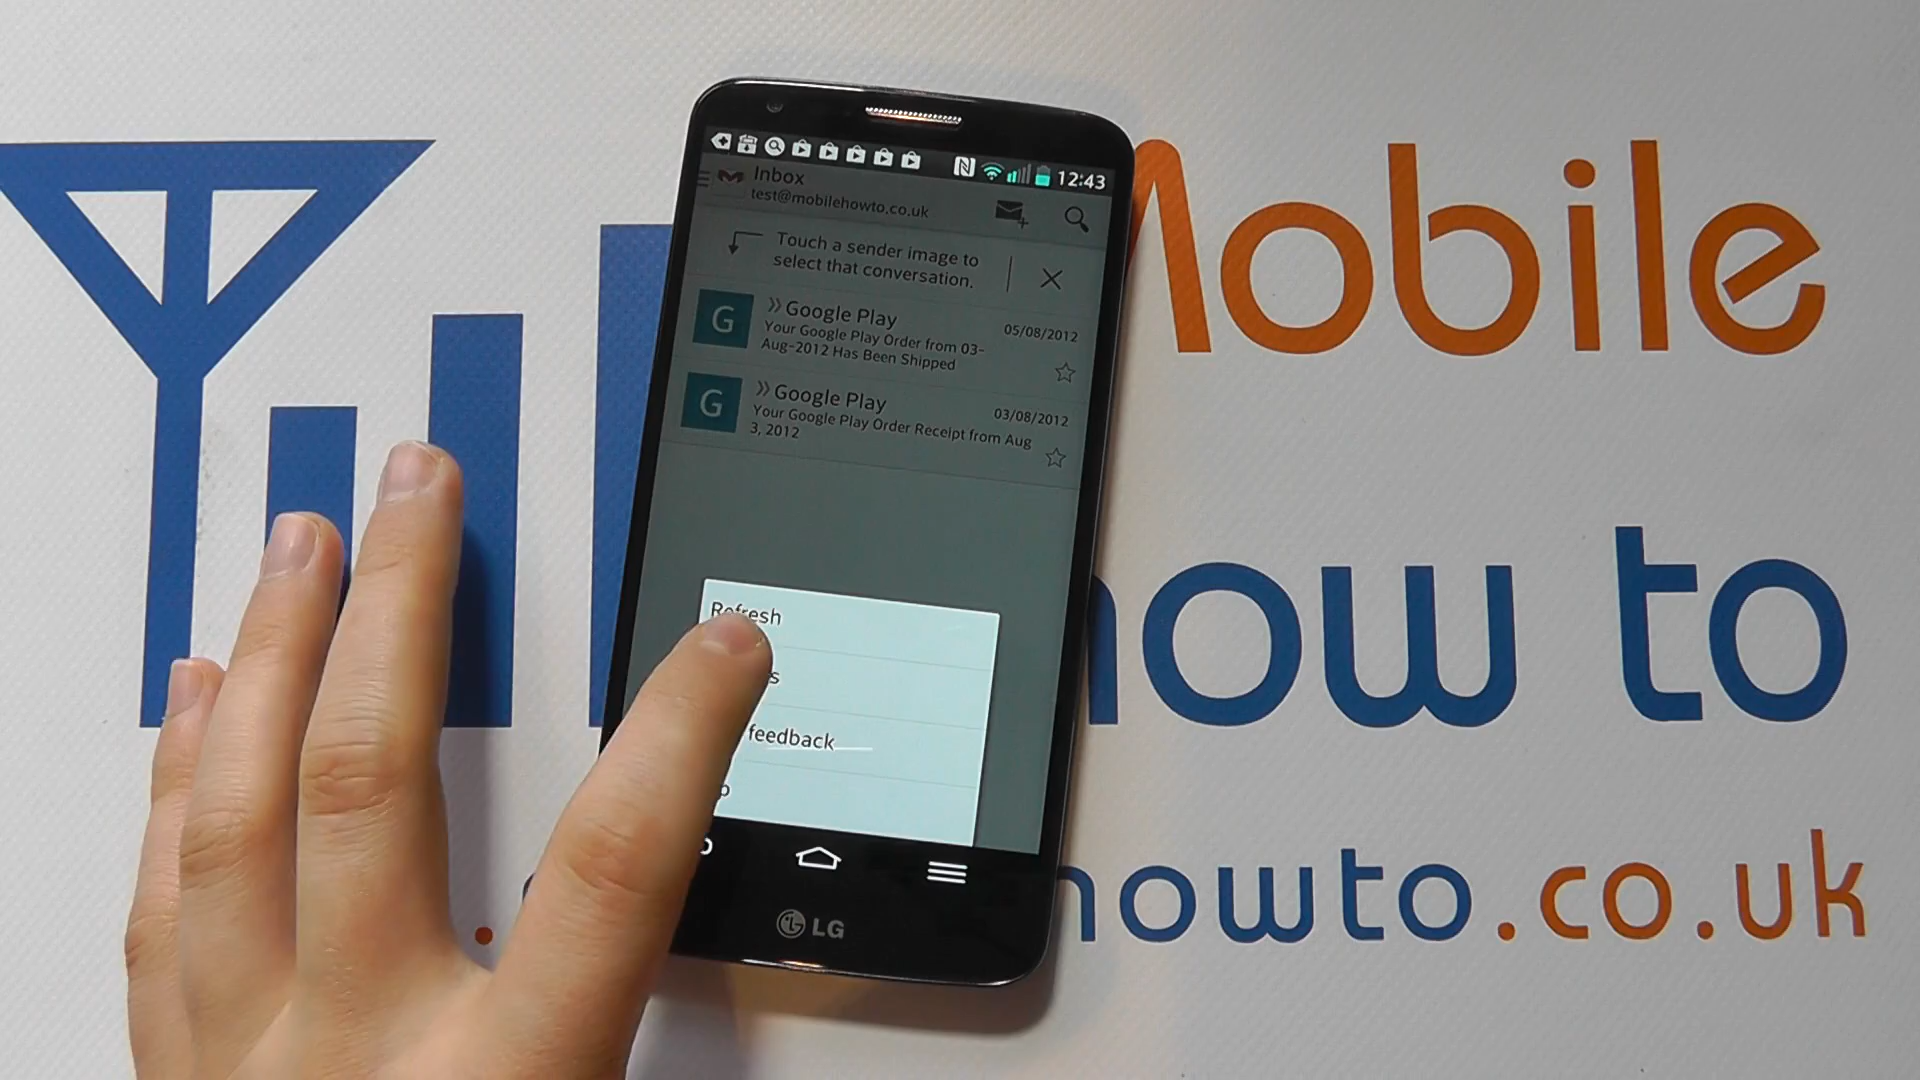 12:43
Inbox
test@mobilehowto.co.uk
Touch a sender image to
select that conversation.
G
Google Play
05/08/2012
Your Google Play Order from 03-
Aug-2012 Has Been Shipped
G
Google Play
03/08/2012
Your Google Play Order Receipt from Aug
3, 2012
Refresh
feedback
LG
Mobile
how to
howto.co.uk